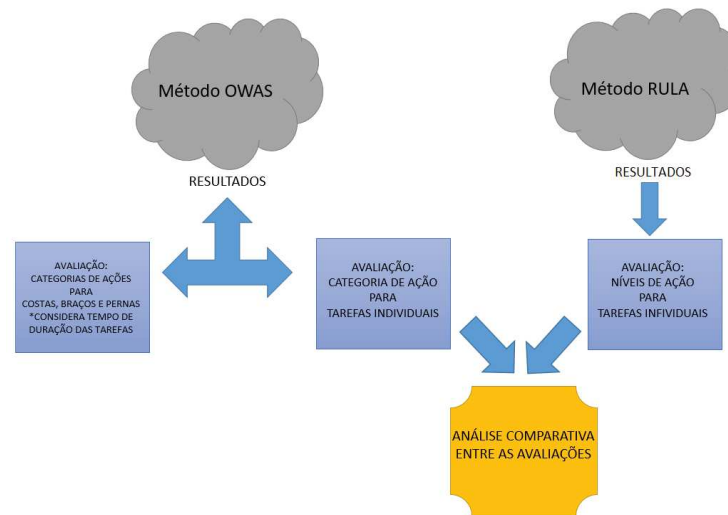 Método OWAS
RESULTADOS
AVALIAÇÃO:
CATEGORIAS DE AÇÕES
PARA
COSTAS, BRAÇOS E PERNAS
*CONSIDERA TEMPO DE
DURAÇÃO DAS TAREFAS
AVALIAÇÃO:
CATEGORIA DE AÇÃO
PARA
TAREFAS INDIVIDUAIS
Método RULA
RESULTADOS
AVALIAÇÃO:
NÍVEIS DE AÇÃO
PARA
TAREFAS INFIVIDUAIS
ANÁLISE COMPARATIVA
ENTRE AS AVALIAÇÕES